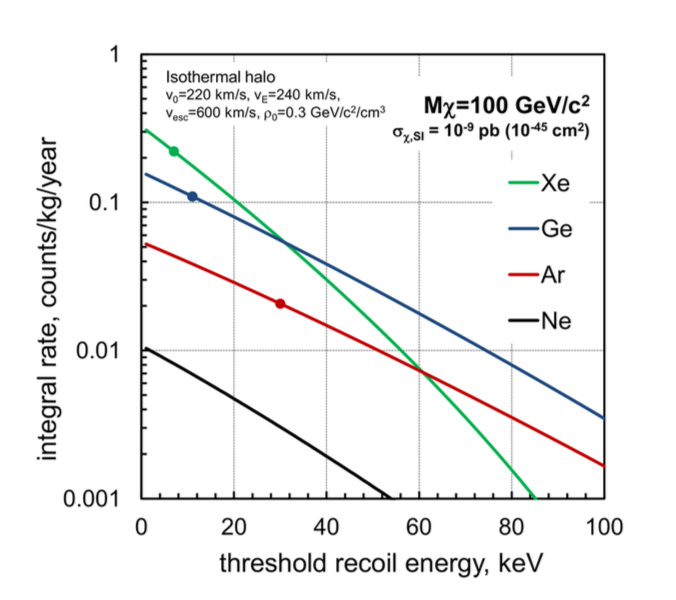 1
Isothermal halo
v₀=220 km/s, vE=240 km/s,
vesc=600 km/s, ρ₀=0.3 GeV/c²/cm³
Mχ=100 GeV/c²
σχ,SI = 10⁻⁹ pb (10⁻⁴⁵ cm²)
Xe
0.1
Ge
Ar
Ne
0.01
0.001
0 20 40 60 80 100
threshold recoil energy, keV
integral rate, counts/kg/year